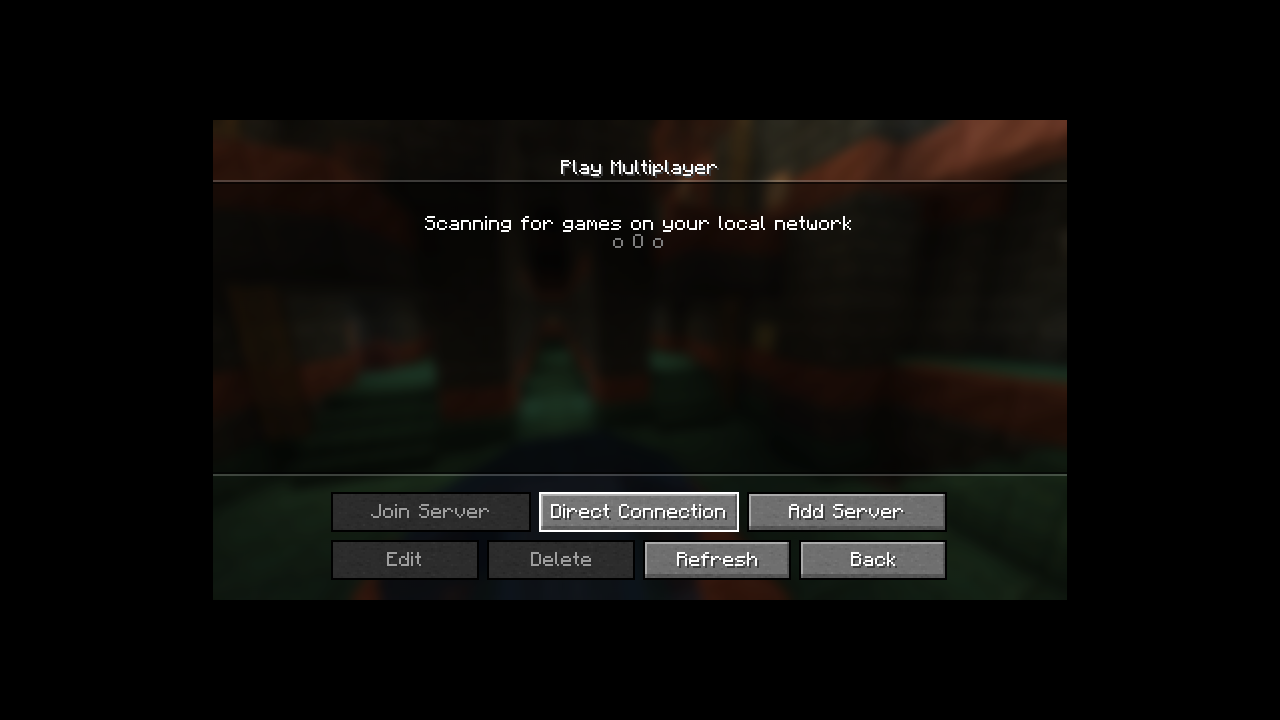 Play Multiplayer
Scanning for games on your local network
o O o
Join Server
Direct Connection
Add Server
Edit
Delete
Refresh
Back